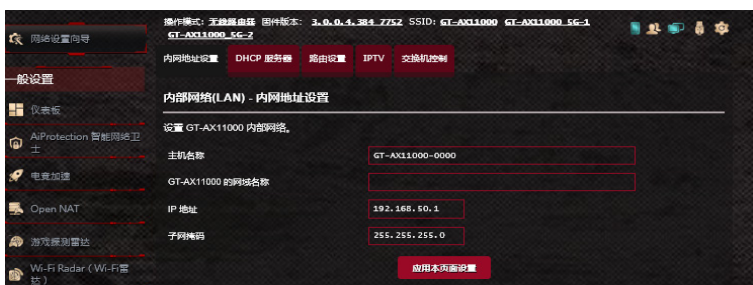 网络设置向导
一般设置
仪表板
AiProtection 智能网络卫
士
电竞加速
Open NAT
游戏探测雷达
Wi-Fi Radar ( Wi-Fi雷
达 )
操作模式: 无线路由器 固件版本: 3.0.0.4.384_7752 SSID: GT-AX11000 GT-AX11000_5G-1
GT-AX11000_5G-2
内网地址设置 DHCP 服务器 路由设置 IPTV 交换机控制
内部网络(LAN) - 内网地址设置
设置 GT-AX11000 内部网络。
主机名称 GT-AX11000-0000
GT-AX11000 的网域名称
IP 地址 192.168.50.1
子网掩码 255.255.255.0
应用本页面设置